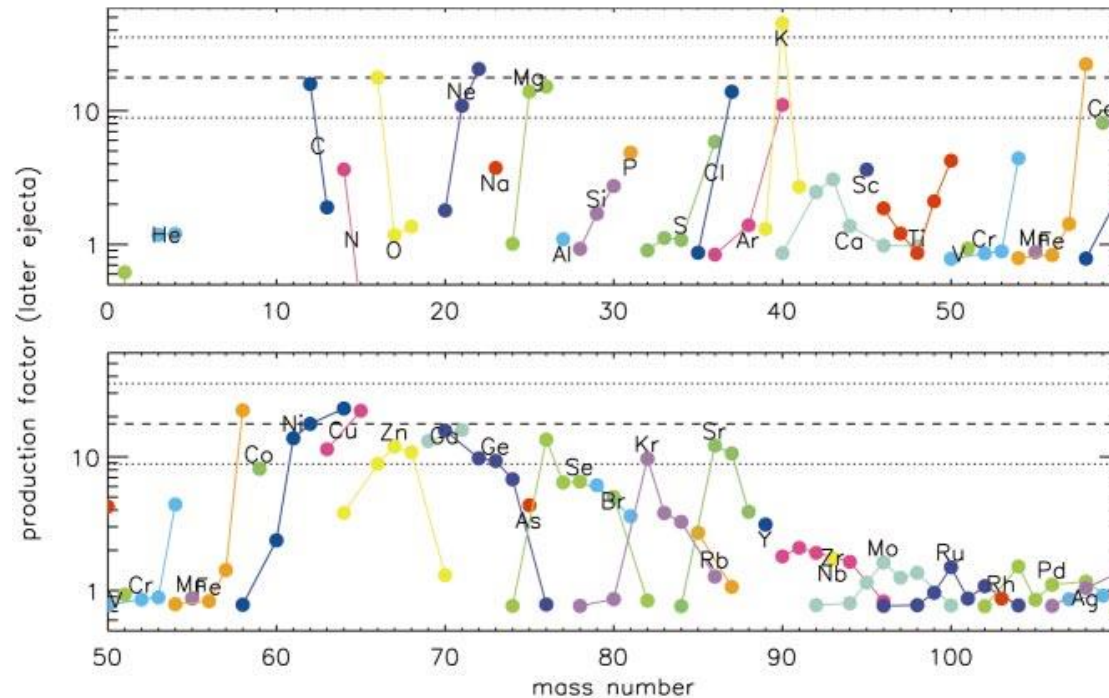 production factor (later ejecta)
10
1
He
C
N
O
Ne
Na
Mg
Al
Si
P
S
Cl
Ar
K
Ca
Sc
Ti
V
Cr
Mn
Fe
Co
0 10 20 30 40 50
10
1
V
Cr
Mn
Fe
Co
Ni
Cu
Zn
Ga
Ge
As
Se
Br
Kr
Rb
Sr
Y
Zr
Nb
Mo
Ru
Rh
Pd
Ag
50 60 70 80 90 100
mass number